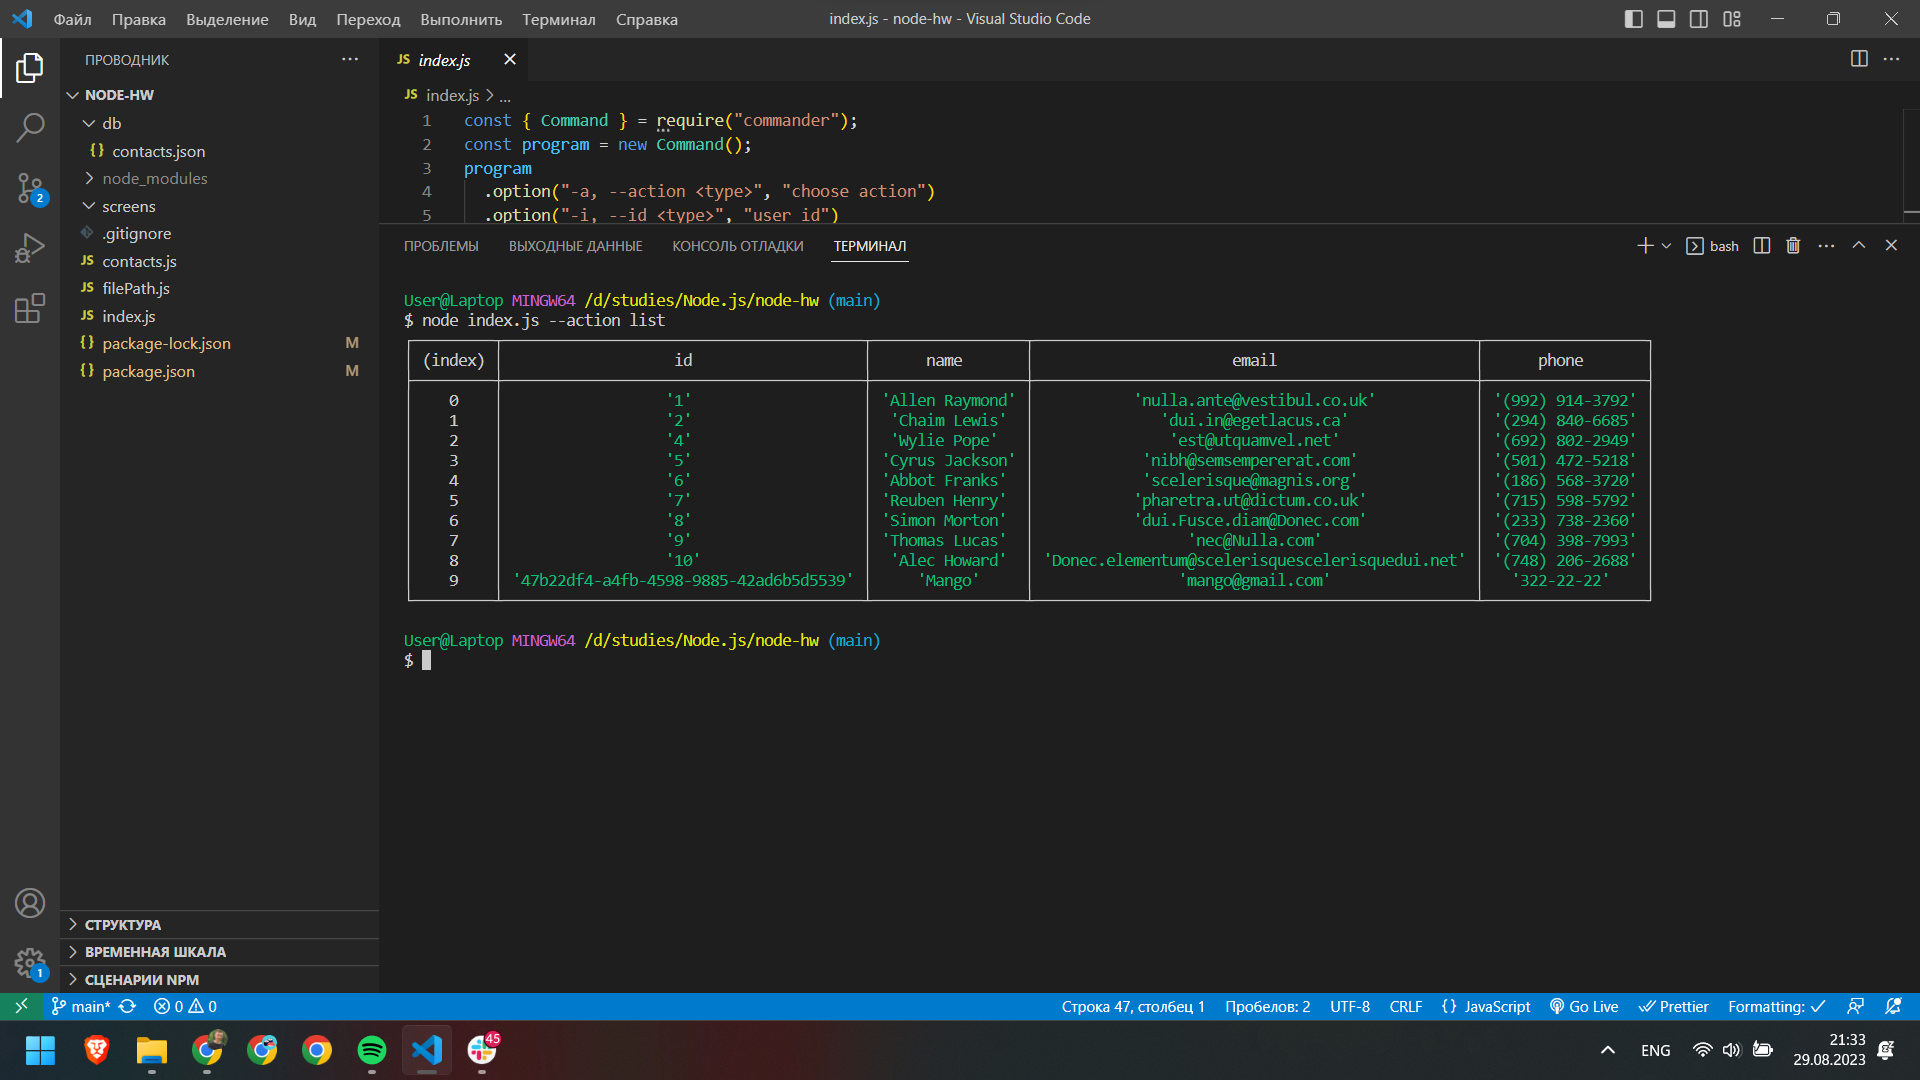 Файл Правка Выделение Вид Переход Выполнить Терминал Справка
index.js - node-hw - Visual Studio Code
ПРОВОДНИК
NODE-HW
db
{} contacts.json
node_modules
screens
.gitignore
JS contacts.js
JS filePath.js
JS index.js
{} package-lock.json M
{} package.json M
СТРУКТУРА
ВРЕМЕННАЯ ШКАЛА
СЦЕНАРИИ NPM
2
1
JS index.js
JS index.js > ...
1 const { Command } = require("commander");
2 const program = new Command();
3 program
4 .option("-a, --action <type>", "choose action")
5 .option("-i, --id <type>", "user id")
ПРОБЛЕМЫ ВЫХОДНЫЕ ДАННЫЕ КОНСОЛЬ ОТЛАДКИ ТЕРМИНАЛ
bash
User@Laptop MINGW64 /d/studies/Node.js/node-hw (main)
$ node index.js --action list
(index) id name email phone
0 '1' 'Allen Raymond' 'nulla.ante@vestibul.co.uk' '(992) 914-3792'
1 '2' 'Chaim Lewis' 'dui.in@egetlacus.ca' '(294) 840-6685'
2 '4' 'Wylie Pope' 'est@utquamvel.net' '(692) 802-2949'
3 '5' 'Cyrus Jackson' 'nibh@semsempererat.com' '(501) 472-5218'
4 '6' 'Abbot Franks' 'scelerisque@magnis.org' '(186) 568-3720'
5 '7' 'Reuben Henry' 'pharetra.ut@dictum.co.uk' '(715) 598-5792'
6 '8' 'Simon Morton' 'dui.Fusce.diam@Donec.com' '(233) 738-2360'
7 '9' 'Thomas Lucas' 'nec@Nulla.com' '(704) 398-7993'
8 '10' 'Alec Howard' 'Donec.elementum@scelerisquescelerisquedui.net' '(748) 206-2688'
9 '47b22df4-a4fb-4598-9885-42ad6b5d5539' 'Mango' 'mango@gmail.com' '322-22-22'
User@Laptop MINGW64 /d/studies/Node.js/node-hw (main)
$
main* 0 0 Строка 47, столбец 1 Пробелов: 2 UTF-8 CRLF {} JavaScript Go Live Prettier Formatting:
45
ENG
21:33
29.08.2023